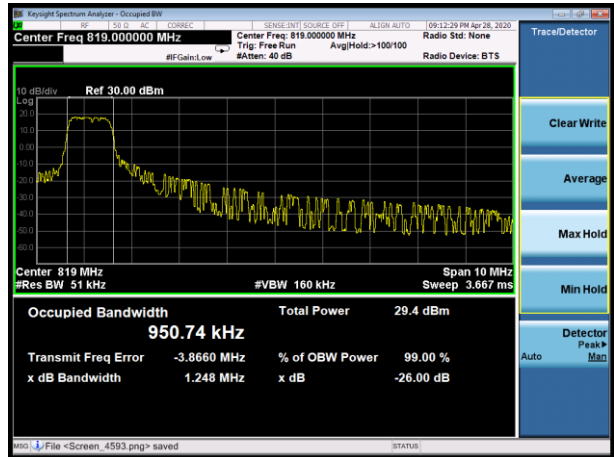 Keysight Spectrum Analyzer - Occupied BW
RF 50 Ω AC CORREC SENSE:INT SOURCE OFF ALIGN AUTO 09:12:29 PM Apr 28, 2020
Center Freq 819.000000 MHz Center Freq: 819.000000 MHz Radio Std: None
Trig: Free Run Avg|Hold:>100/100
#IFGain:Low #Atten: 40 dB Radio Device: BTS
Trace/Detector
10 dB/div Ref 30.00 dBm
Log
20.0
10.0
0.00
-10.0
-20.0
-30.0
-40.0
-50.0
-60.0
Center 819 MHz Span 10 MHz
#Res BW 51 kHz #VBW 160 kHz Sweep 3.667 ms
Occupied Bandwidth Total Power 29.4 dBm
950.74 kHz
Transmit Freq Error -3.8660 MHz % of OBW Power 99.00 %
x dB Bandwidth 1.248 MHz x dB -26.00 dB
Clear Write
Average
Max Hold
Min Hold
Detector
Peak▶
Auto Man
MSG File <Screen_4593.png> saved STATUS